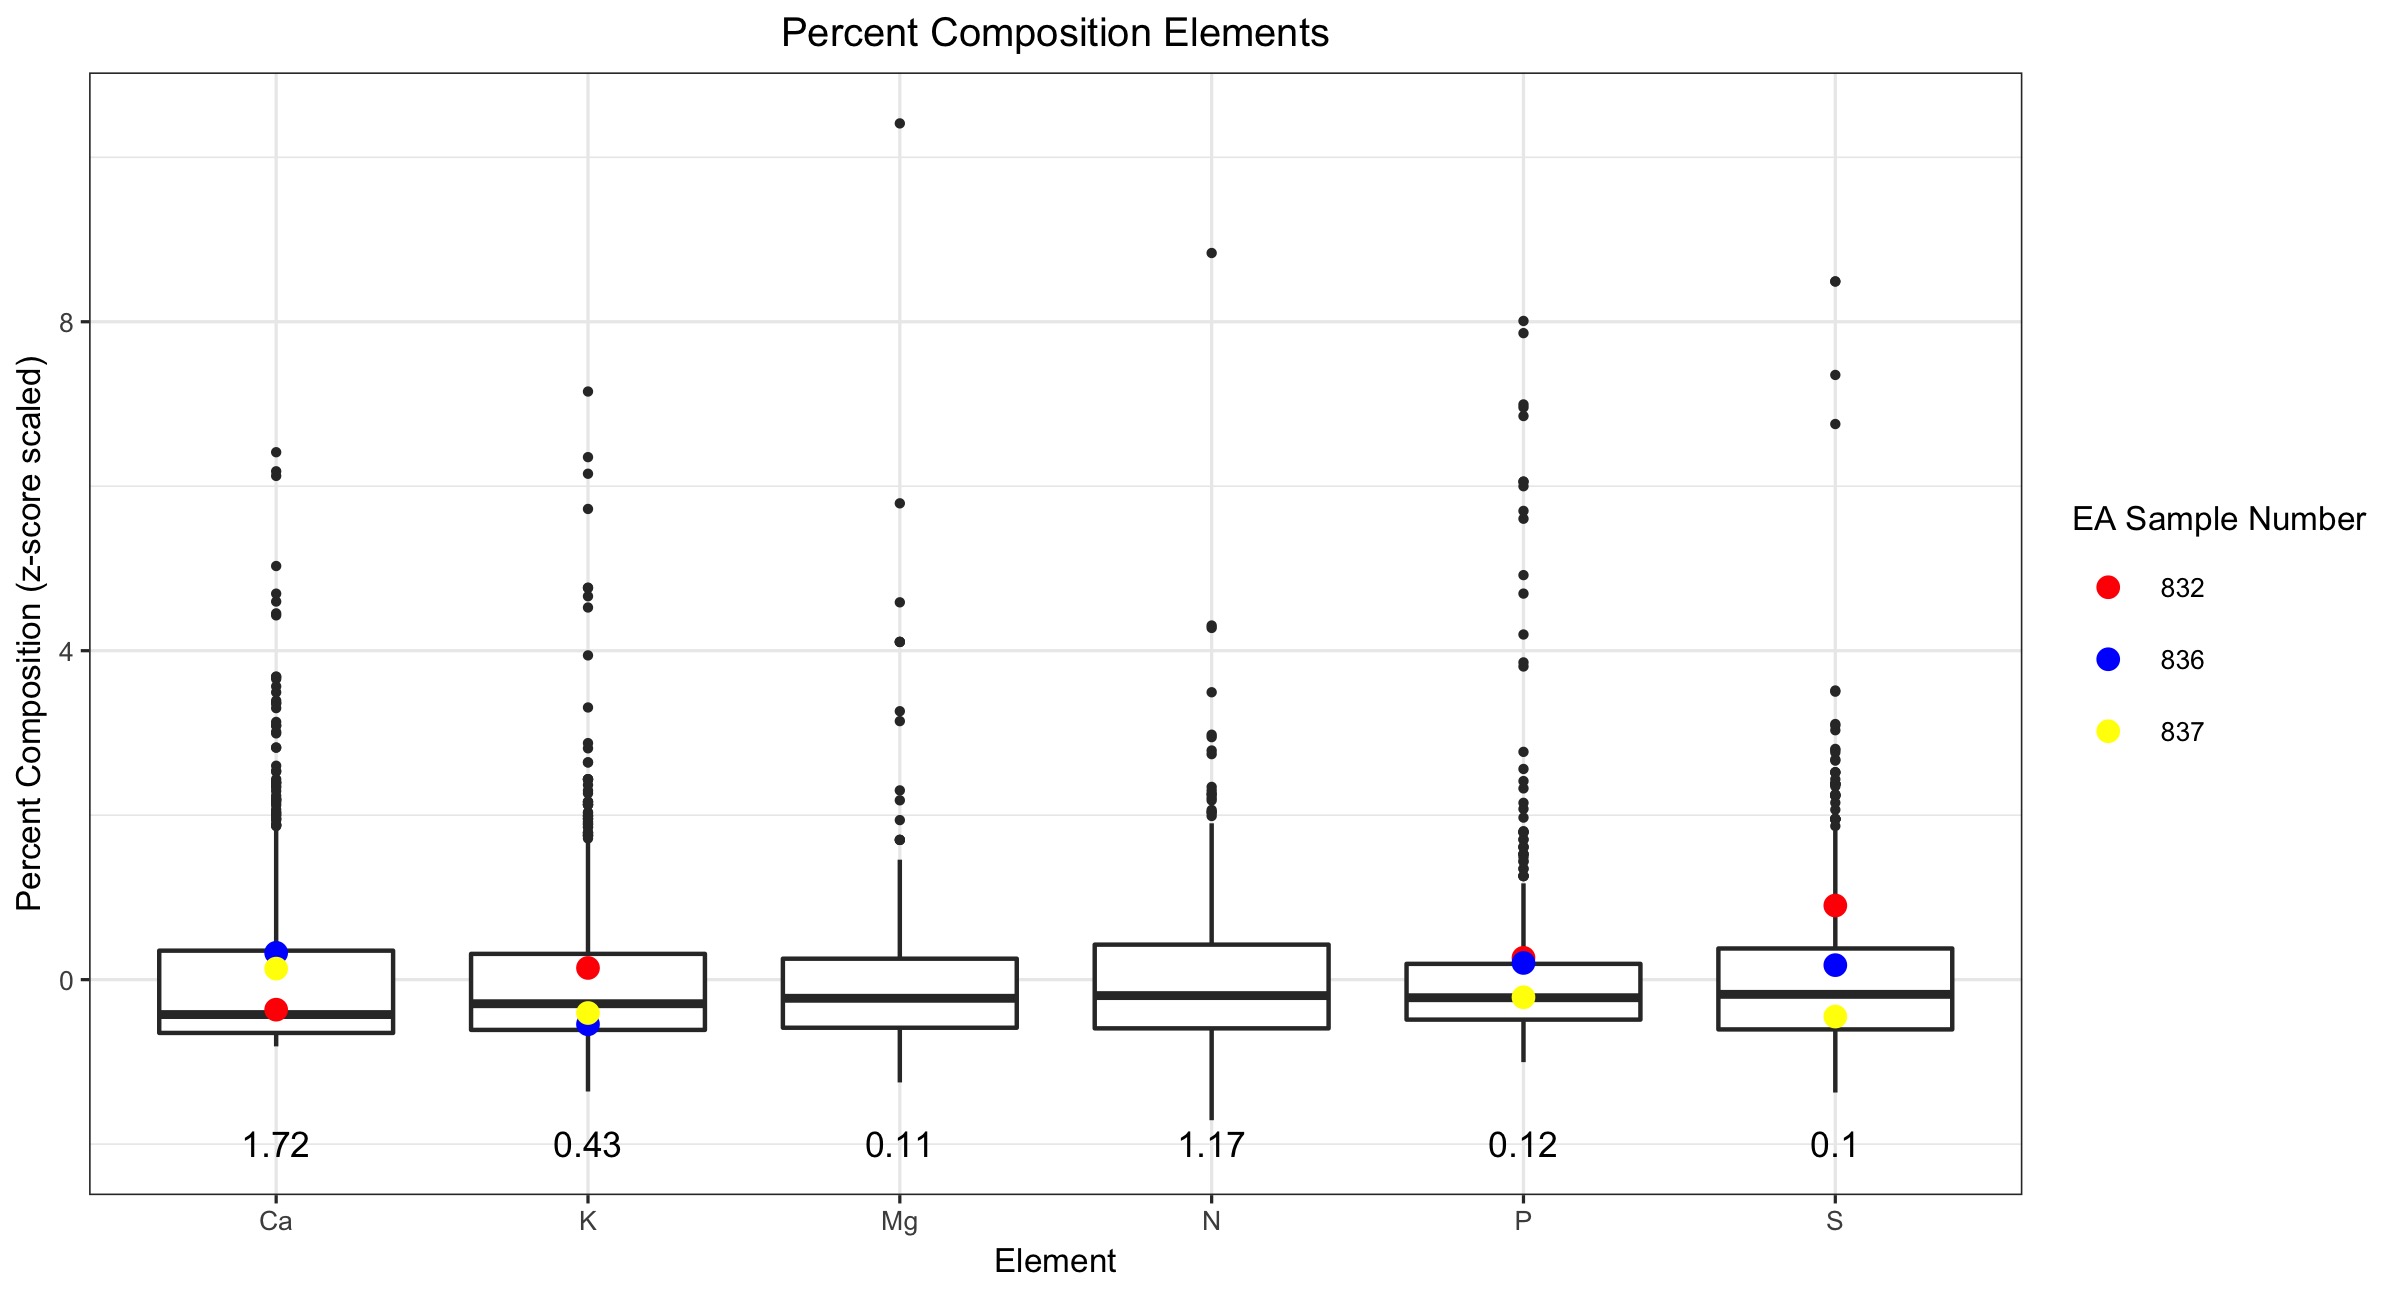 Percent Composition Elements
Percent Composition (z-score scaled)
8
4
0
1.72 0.43 0.11 1.17 0.12 0.1
Ca K Mg N P S
Element
EA Sample Number
832
836
837